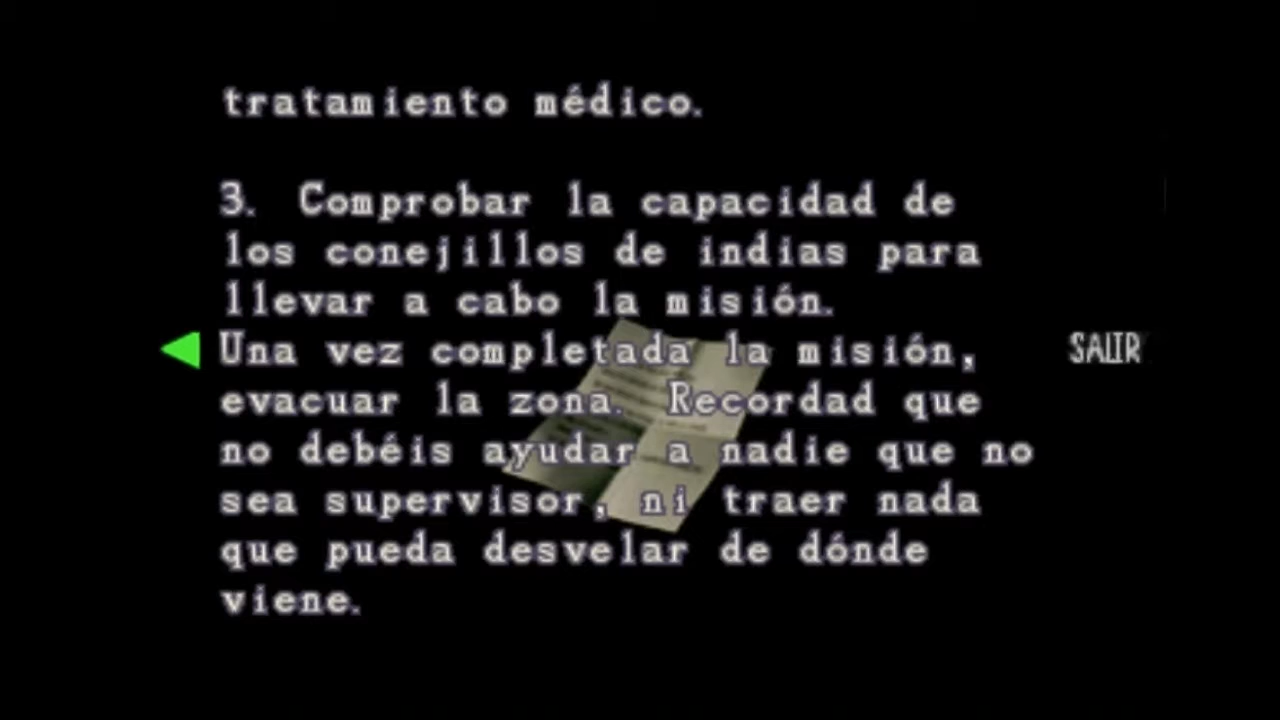 tratamiento médico.
3. Comprobar la capacidad de
los conejillos de indias para
llevar a cabo la misión.
Una vez completada la misión,
SALIR
evacuar la zona. Recordad que
no debéis ayudar a nadie que no
sea supervisor, ni traer nada
que pueda desvelar de dónde
viene.